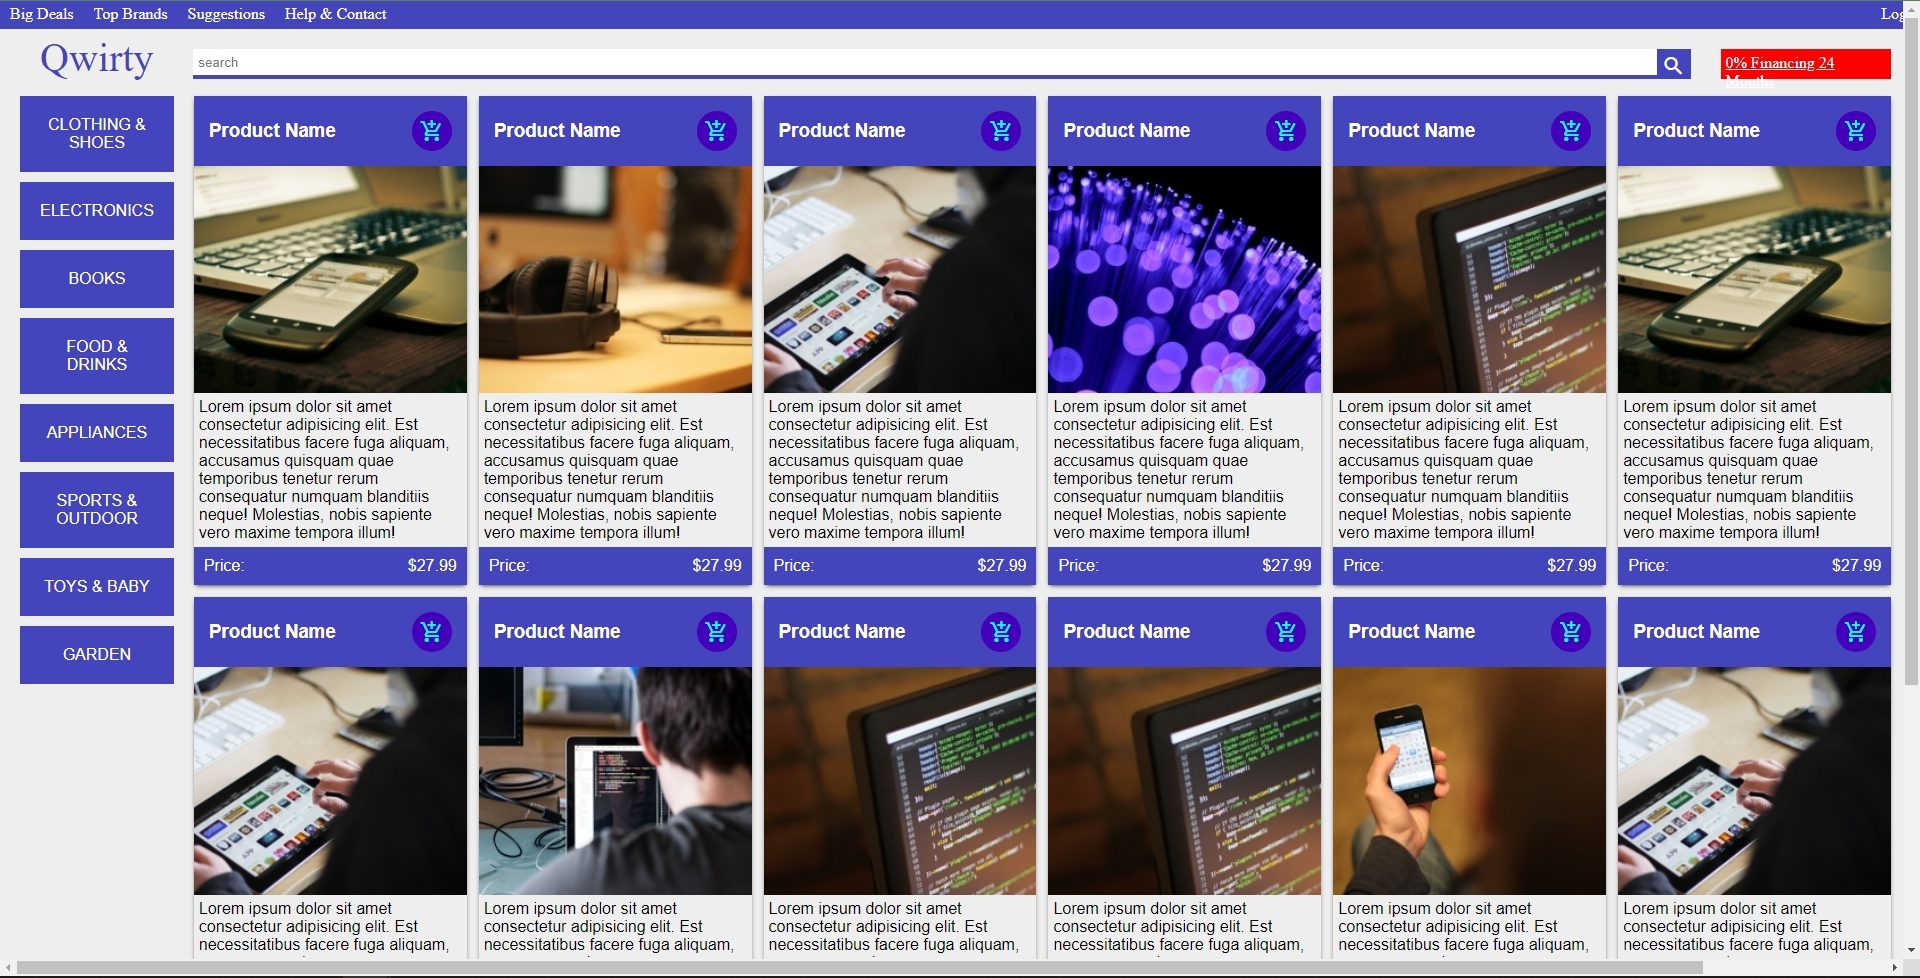 Big Deals Top Brands Suggestions Help & Contact Log
Qwirty
search
0% Financing 24
Months
CLOTHING &
SHOES
ELECTRONICS
BOOKS
FOOD &
DRINKS
APPLIANCES
SPORTS &
OUTDOOR
TOYS & BABY
GARDEN
Product Name
Lorem ipsum dolor sit amet
consectetur adipisicing elit. Est
necessitatibus facere fuga aliquam,
accusamus quisquam quae
temporibus tenetur rerum
consequatur numquam blanditiis
neque! Molestias, nobis sapiente
vero maxime tempora illum!
Price: $27.99
Product Name
Lorem ipsum dolor sit amet
consectetur adipisicing elit. Est
necessitatibus facere fuga aliquam,
accusamus quisquam quae
temporibus tenetur rerum
consequatur numquam blanditiis
neque! Molestias, nobis sapiente
vero maxime tempora illum!
Price: $27.99
Product Name
Lorem ipsum dolor sit amet
consectetur adipisicing elit. Est
necessitatibus facere fuga aliquam,
accusamus quisquam quae
temporibus tenetur rerum
consequatur numquam blanditiis
neque! Molestias, nobis sapiente
vero maxime tempora illum!
Price: $27.99
Product Name
Lorem ipsum dolor sit amet
consectetur adipisicing elit. Est
necessitatibus facere fuga aliquam,
accusamus quisquam quae
temporibus tenetur rerum
consequatur numquam blanditiis
neque! Molestias, nobis sapiente
vero maxime tempora illum!
Price: $27.99
Product Name
Lorem ipsum dolor sit amet
consectetur adipisicing elit. Est
necessitatibus facere fuga aliquam,
accusamus quisquam quae
temporibus tenetur rerum
consequatur numquam blanditiis
neque! Molestias, nobis sapiente
vero maxime tempora illum!
Price: $27.99
Product Name
Lorem ipsum dolor sit amet
consectetur adipisicing elit. Est
necessitatibus facere fuga aliquam,
accusamus quisquam quae
temporibus tenetur rerum
consequatur numquam blanditiis
neque! Molestias, nobis sapiente
vero maxime tempora illum!
Price: $27.99
Product Name
Lorem ipsum dolor sit amet
consectetur adipisicing elit. Est
necessitatibus facere fuga aliquam,
Product Name
Lorem ipsum dolor sit amet
consectetur adipisicing elit. Est
necessitatibus facere fuga aliquam,
Product Name
Lorem ipsum dolor sit amet
consectetur adipisicing elit. Est
necessitatibus facere fuga aliquam,
Product Name
Lorem ipsum dolor sit amet
consectetur adipisicing elit. Est
necessitatibus facere fuga aliquam,
Product Name
Lorem ipsum dolor sit amet
consectetur adipisicing elit. Est
necessitatibus facere fuga aliquam,
Product Name
Lorem ipsum dolor sit amet
consectetur adipisicing elit. Est
necessitatibus facere fuga aliquam,